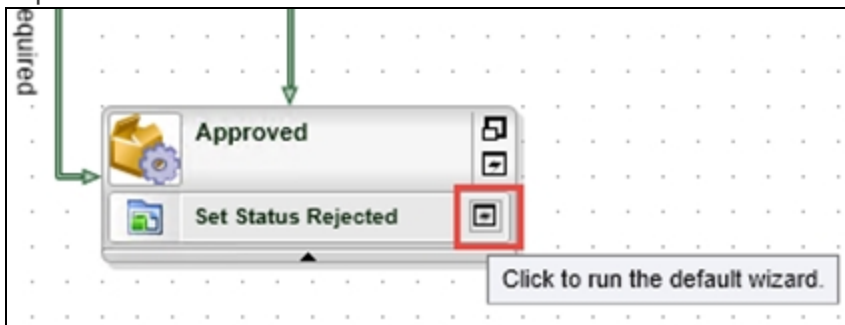 equired
Approved
Set Status Rejected
Click to run the default wizard.